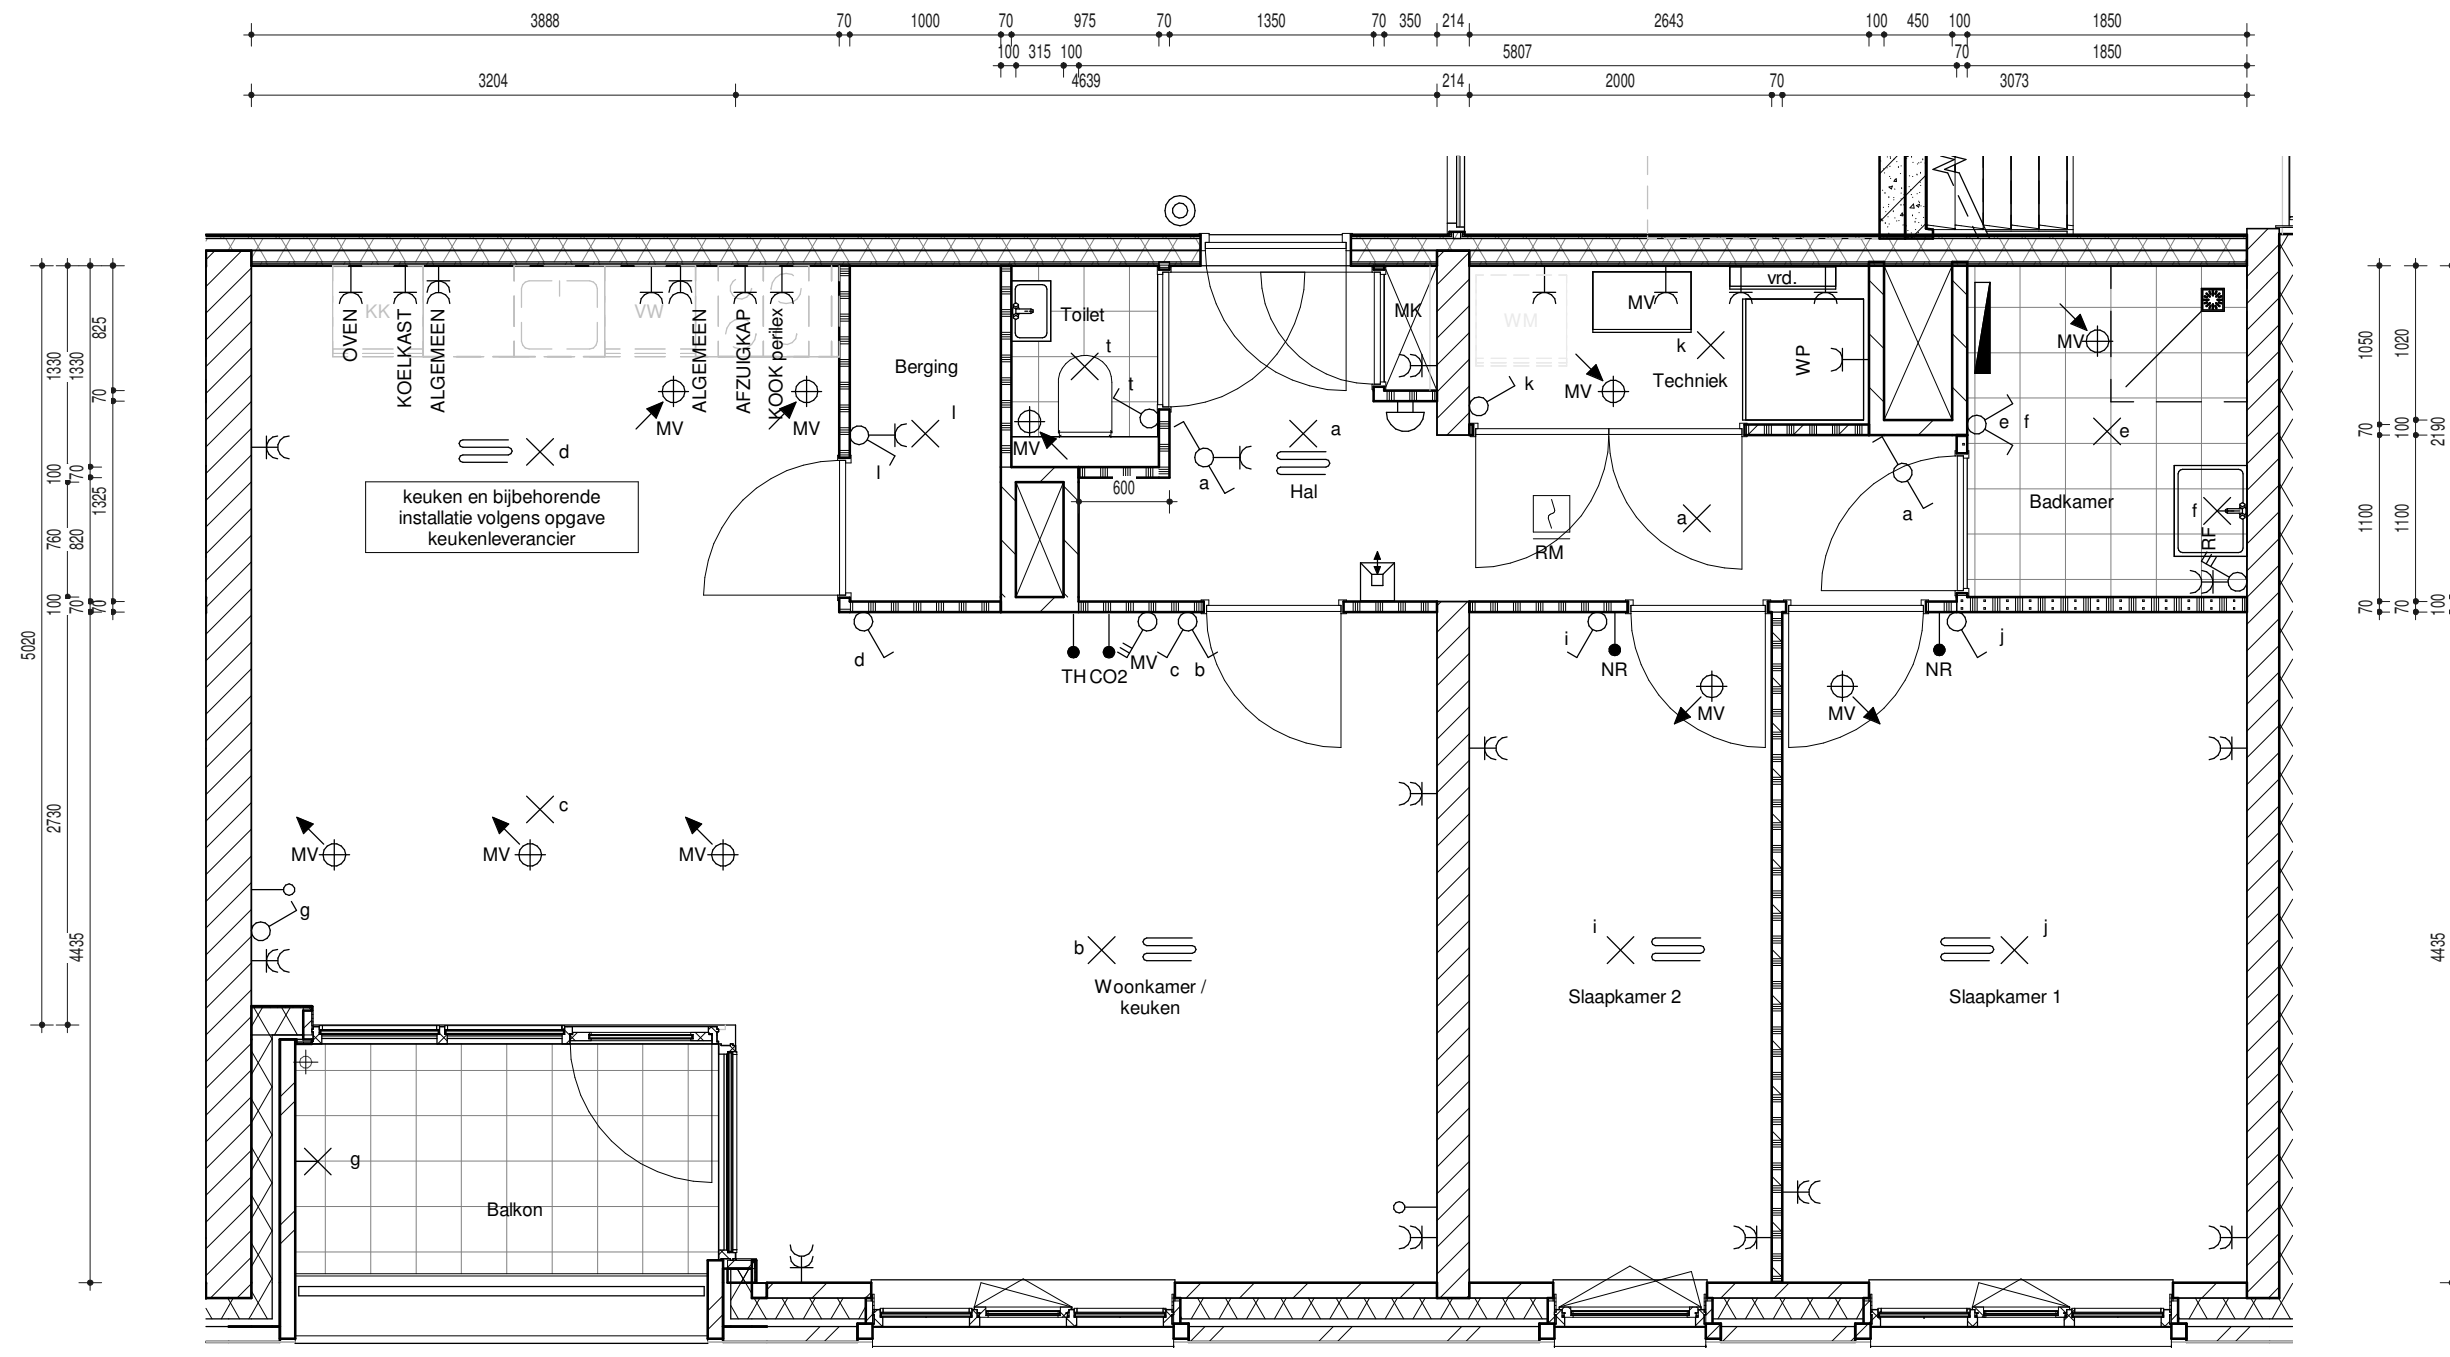 3888 70 1000 70 975 70 1350 70 350 214 2643 100 450 100 1850
100 315 100 5807 70 1850
3204 4639 214 2000 70 3073
OVEN
KK
KOELKAST
ALGEMEEN
VW
ALGEMEEN
AFZUIGKAP
KOOK perilex
MV
MV
d
keuken en bijbehorende
installatie volgens opgave
keukenleverancier
Berging
l
l
Toilet
t
t
MV
600
a
a
Hal
MK
WM
MV
vrd.
k
k
MV
Techniek
WP
RM
a
a
MV
e f
e
Badkamer
f
RF
d
TH
CO2
MV
c
b
i
NR
MV
MV
NR
j
c
MV
MV
MV
g
b
Woonkamer /
keuken
i
Slaapkamer 2
j
Slaapkamer 1
g
Balkon
5020
1330
100
760
100
2730
1330
70
820
70
4435
825
70
1325
70
1050
70
1100
70
1020
100
1100
70
2190
100
4435